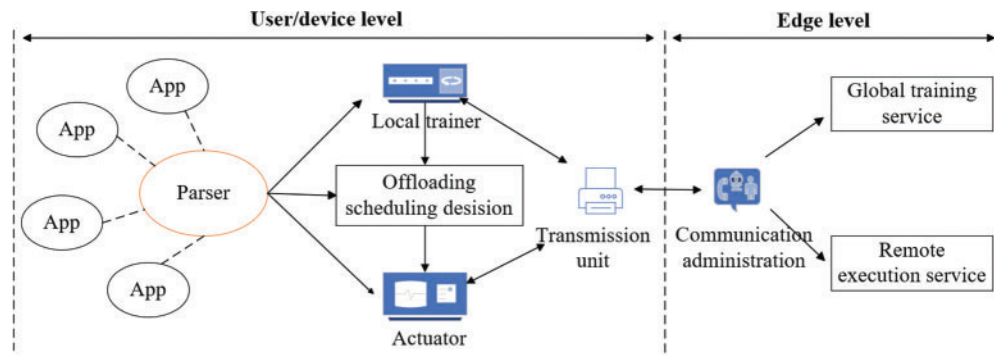 User/device level
Edge level
App
App
App
App
Parser
Local trainer
Offloading
scheduling desision
Actuator
Transmission
unit
Communication
administration
Global training
service
Remote
execution service